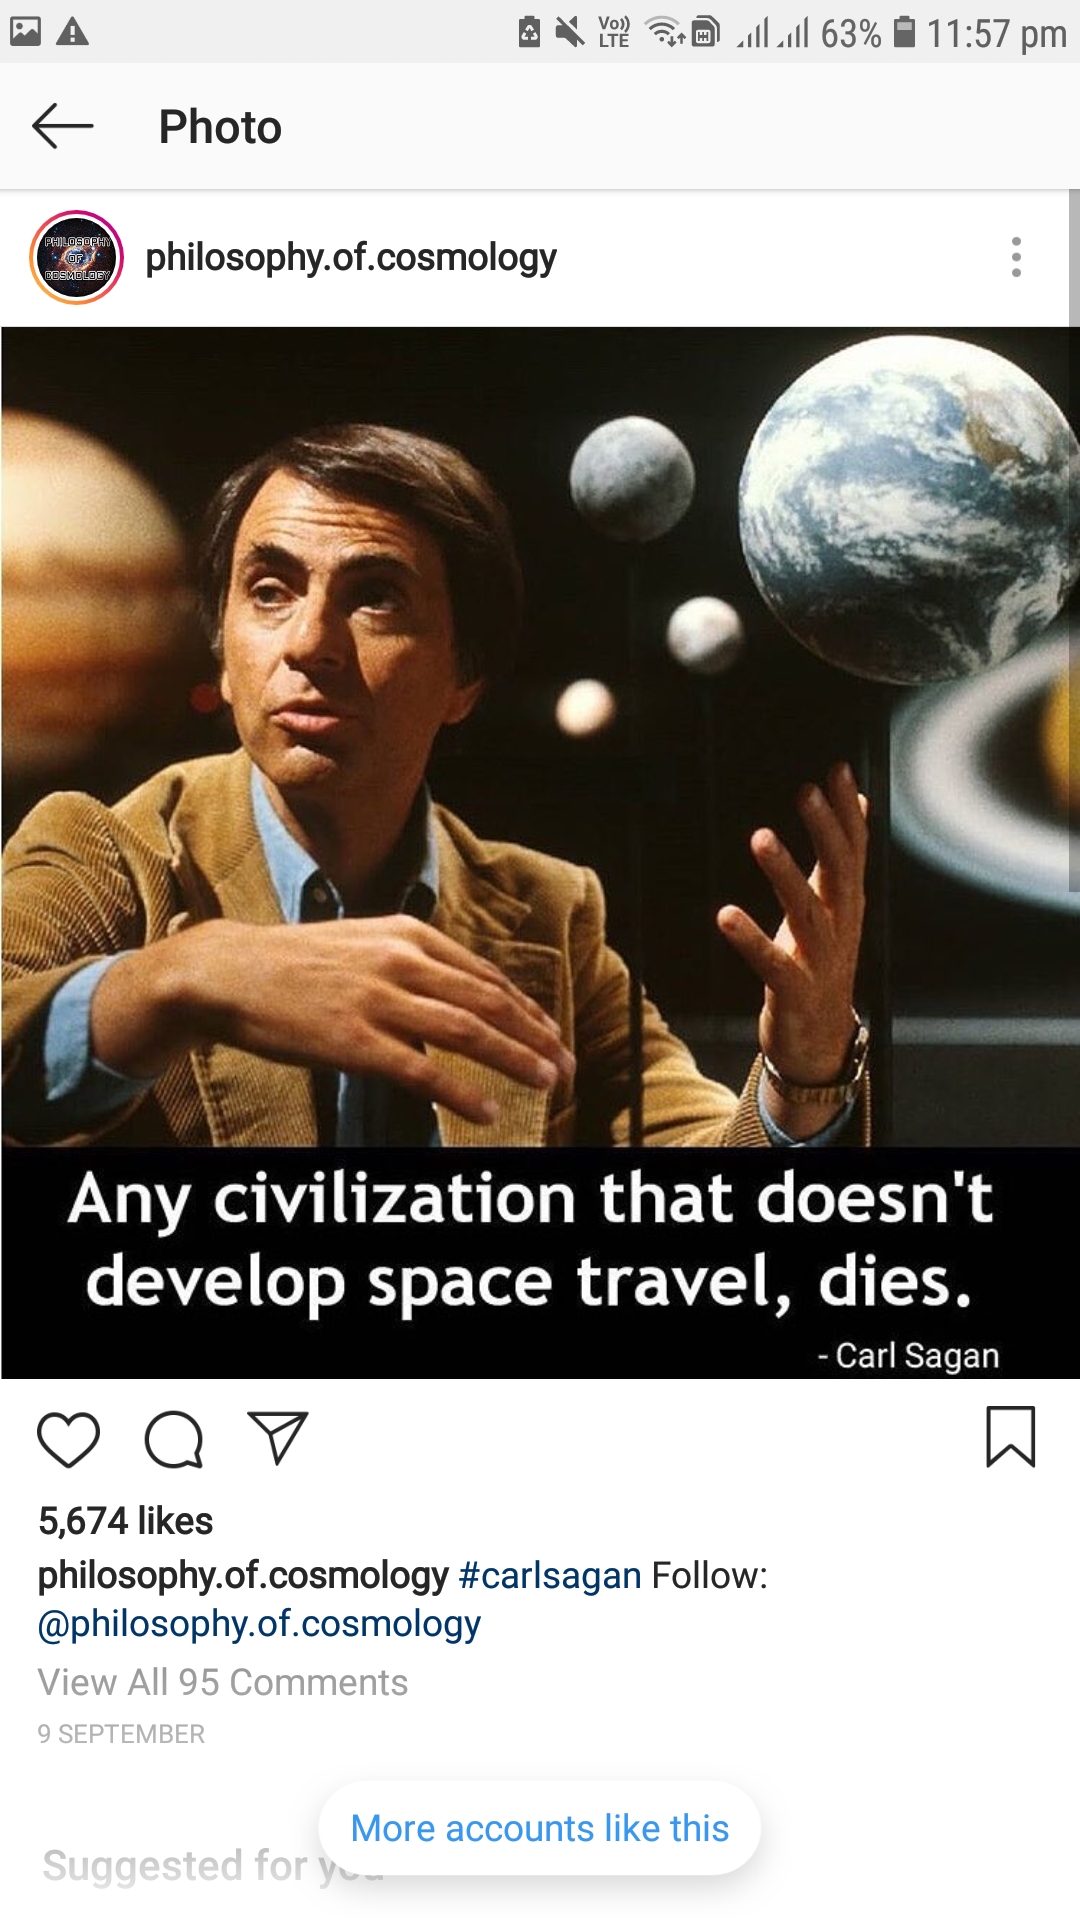 Vo)) LTE 63% 11:57 pm
Photo
PHILOSOPHY
OF
COSMOLOGY
philosophy.of.cosmology
Any civilization that doesn't
develop space travel, dies.
- Carl Sagan
5,674 likes
philosophy.of.cosmology #carlsagan Follow:
@philosophy.of.cosmology
View All 95 Comments
9 SEPTEMBER
More accounts like this
Suggested for you